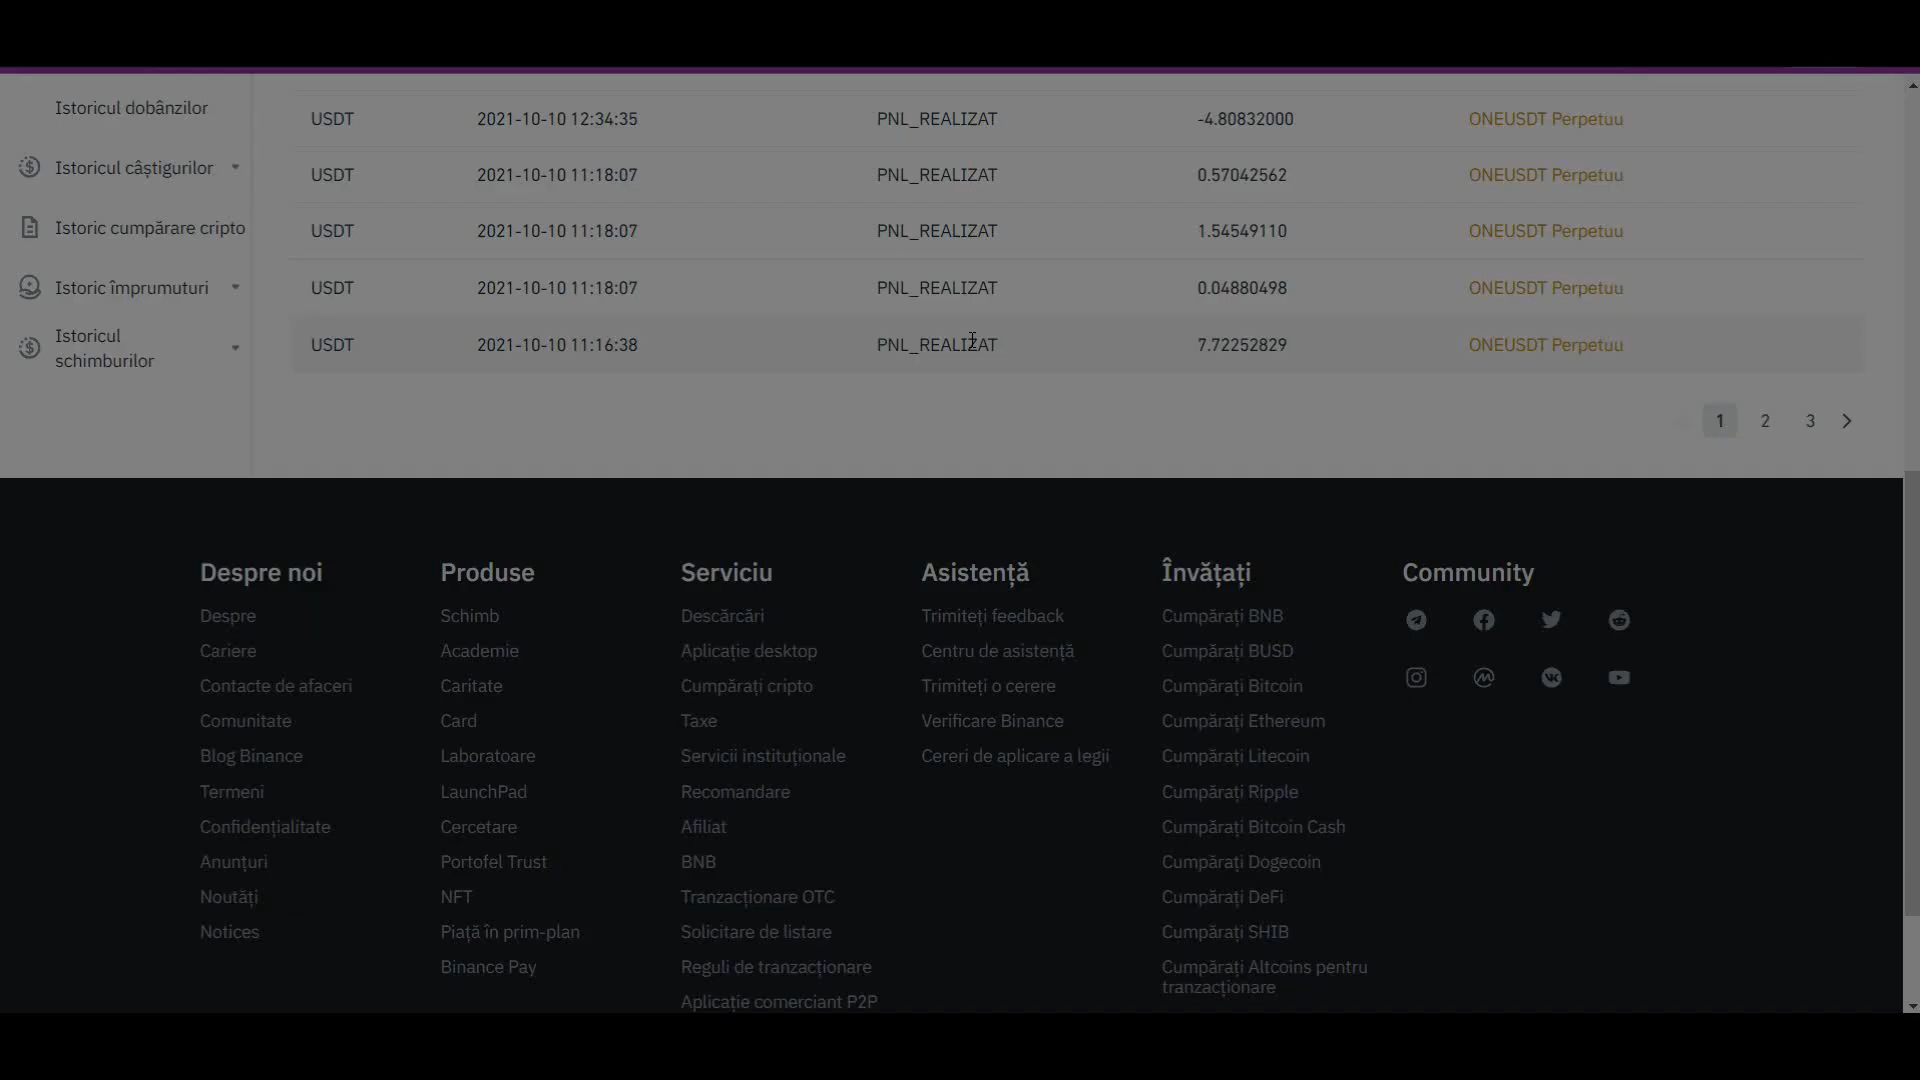 Istoricul dobânzilor
Istoricul câștigurilor
Istoric cumpărare cripto
Istoric împrumuturi
Istoricul
schimburilor
USDT 2021-10-10 12:34:35 PNL_REALIZAT -4.80832000 ONEUSDT Perpetuu
USDT 2021-10-10 11:18:07 PNL_REALIZAT 0.57042562 ONEUSDT Perpetuu
USDT 2021-10-10 11:18:07 PNL_REALIZAT 1.54549110 ONEUSDT Perpetuu
USDT 2021-10-10 11:18:07 PNL_REALIZAT 0.04880498 ONEUSDT Perpetuu
USDT 2021-10-10 11:16:38 PNL_REALIZAT 7.72252829 ONEUSDT Perpetuu
1 2 3
Despre noi
Despre
Cariere
Contacte de afaceri
Comunitate
Blog Binance
Termeni
Confidențialitate
Anunțuri
Noutăți
Notices
Produse
Schimb
Academie
Caritate
Card
Laboratoare
LaunchPad
Cercetare
Portofel Trust
NFT
Piață în prim-plan
Binance Pay
Serviciu
Descărcări
Aplicație desktop
Cumpărați cripto
Taxe
Servicii instituționale
Recomandare
Afiliat
BNB
Tranzacționare OTC
Solicitare de listare
Reguli de tranzacționare
Aplicație comerciant P2P
Asistență
Trimiteți feedback
Centru de asistență
Trimiteți o cerere
Verificare Binance
Cereri de aplicare a legii
Învățați
Cumpărați BNB
Cumpărați BUSD
Cumpărați Bitcoin
Cumpărați Ethereum
Cumpărați Litecoin
Cumpărați Ripple
Cumpărați Bitcoin Cash
Cumpărați Dogecoin
Cumpărați DeFi
Cumpărați SHIB
Cumpărați Altcoins pentru
tranzacționare
Community